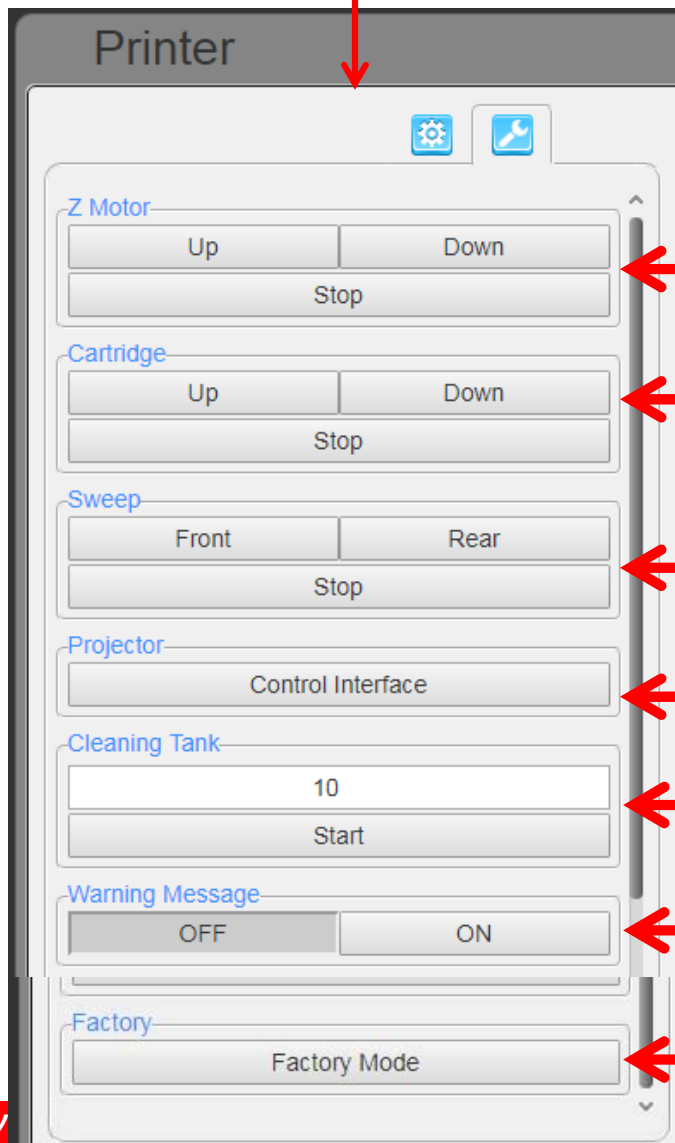 Printer
Z Motor
Up Down
Stop
Cartridge
Up Down
Stop
Sweep
Front Rear
Stop
Projector
Control Interface
Cleaning Tank
10
Start
Warning Message
OFF ON
Factory
Factory Mode